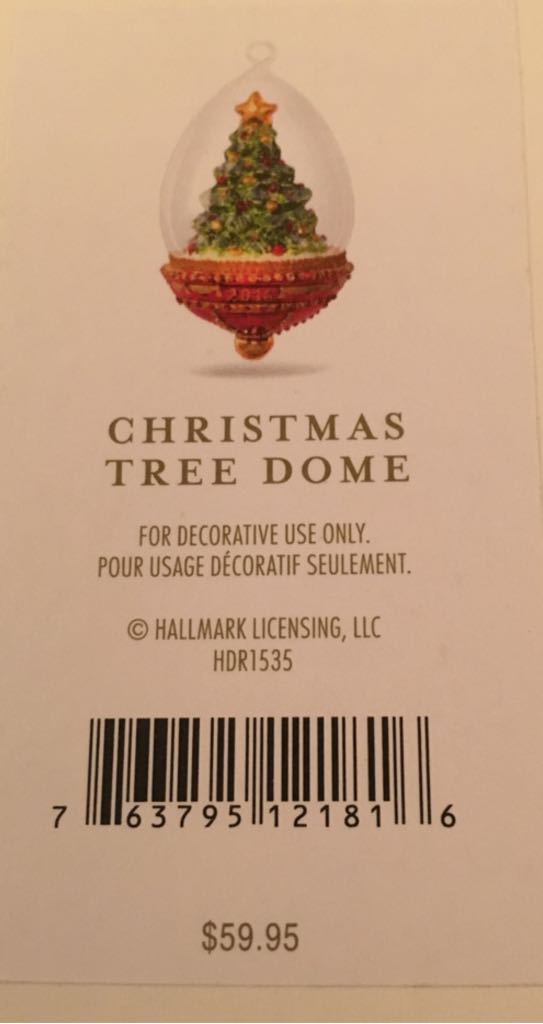 2016
CHRISTMAS
TREE DOME
FOR DECORATIVE USE ONLY.
POUR USAGE DÉCORATIF SEULEMENT.
© HALLMARK LICENSING, LLC
HDR1535
7 63795 12181 6
$59.95